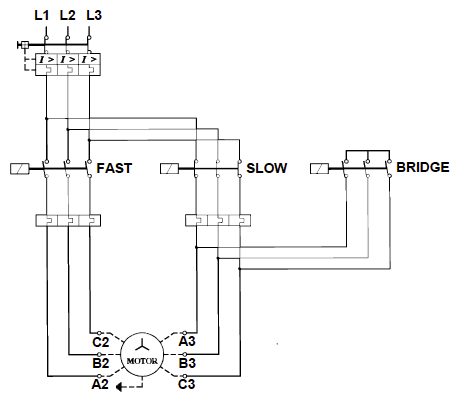 L1 L2 L3
I > I > I >
FAST SLOW BRIDGE
C2 A3
MOTOR
B2 B3
A2 C3